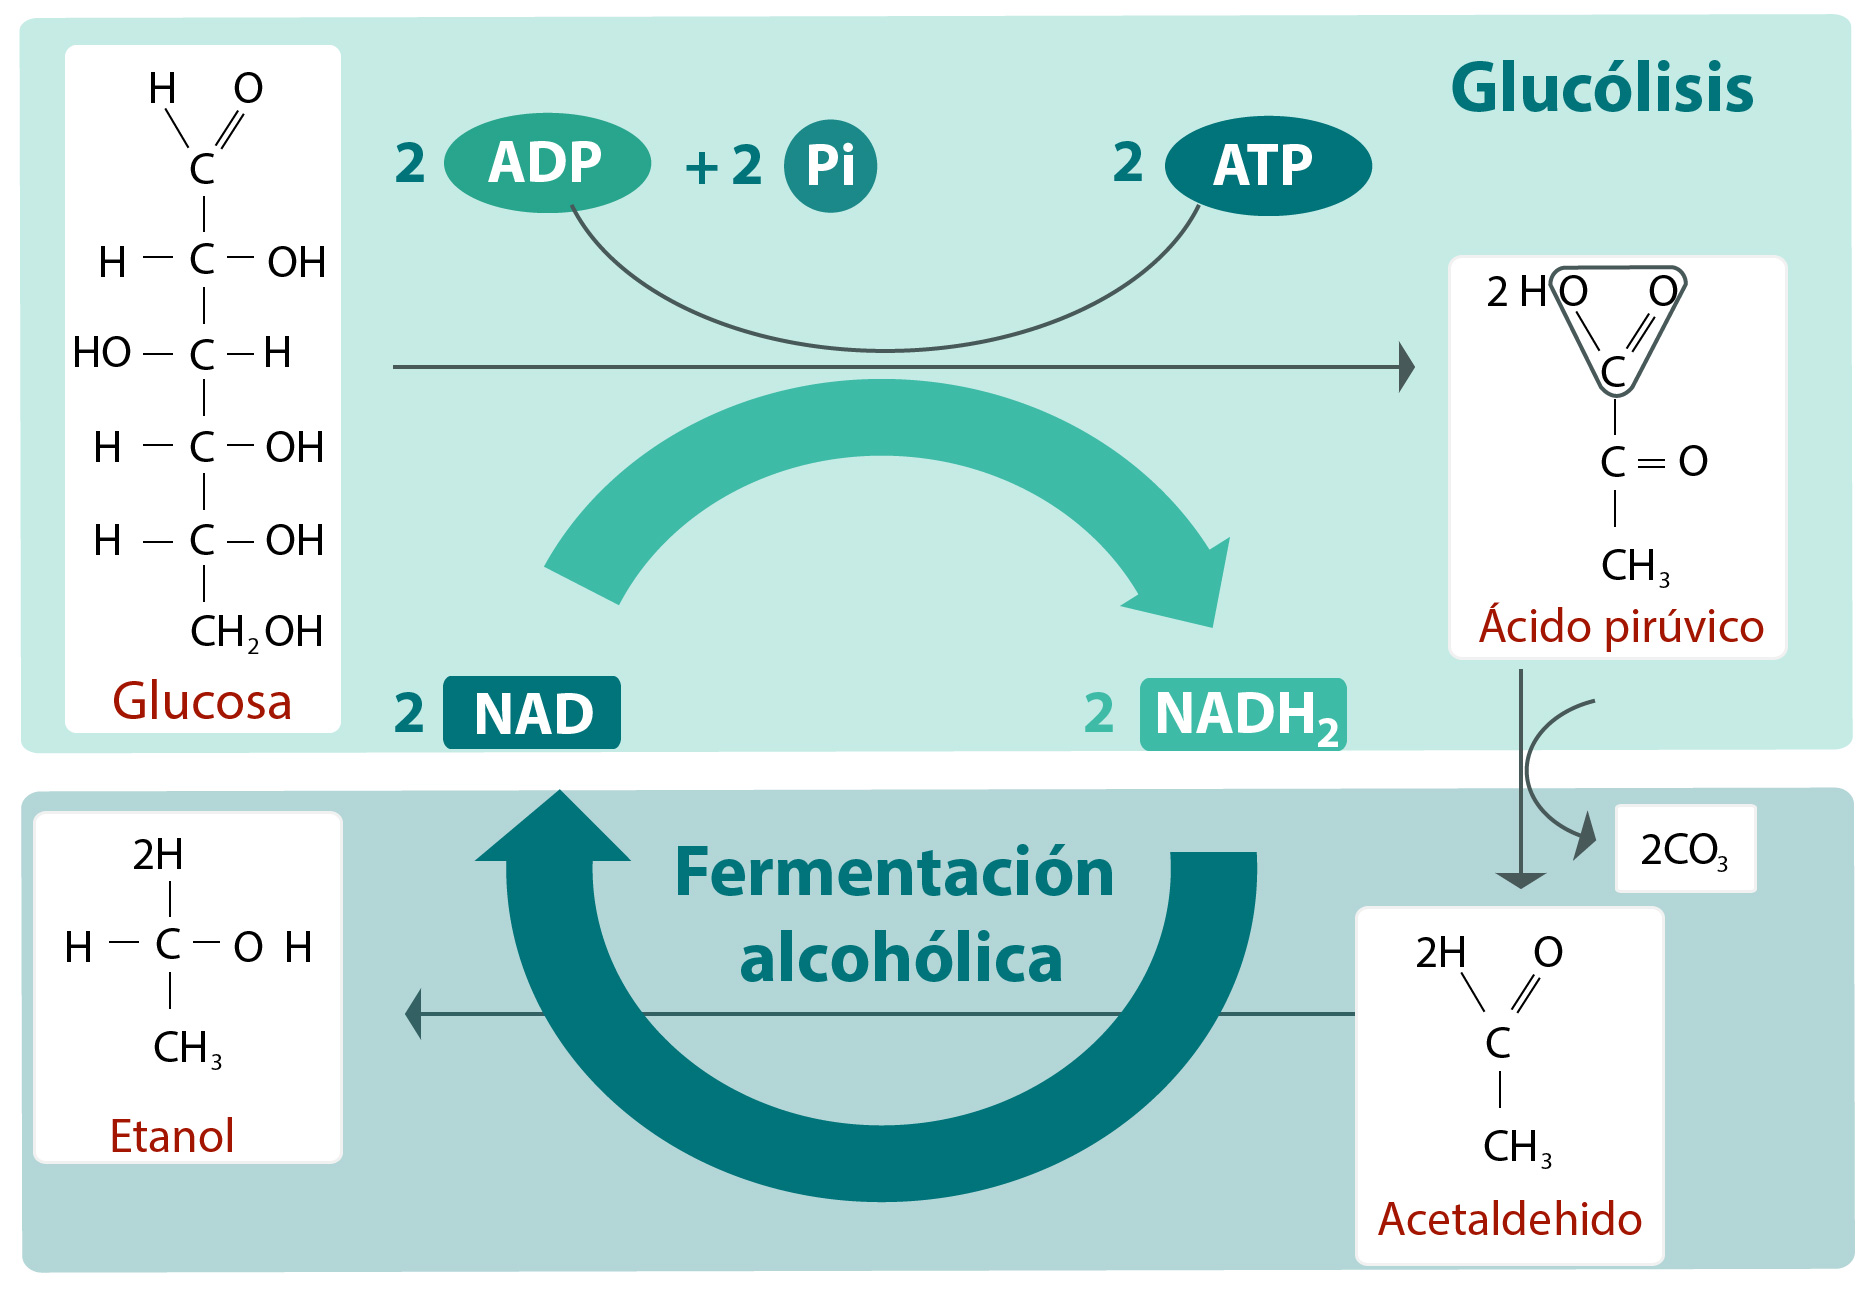 Glucólisis
H O
C
H — C — OH
HO — C — H
H — C — OH
H — C — OH
CH₂OH
Glucosa
2 ADP + 2 Pi
2 ATP
2 HO O
C
C = O
CH₃
Ácido pirúvico
2 NAD
2 NADH₂
2CO₃
Fermentación
alcohólica
2H O
C
CH₃
Acetaldehido
2H
H — C — O H
CH₃
Etanol